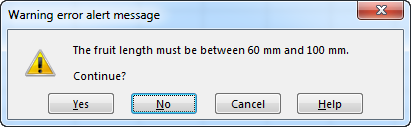 Warning error alert message
The fruit length must be between 60 mm and 100 mm.
Continue?
Yes No Cancel Help